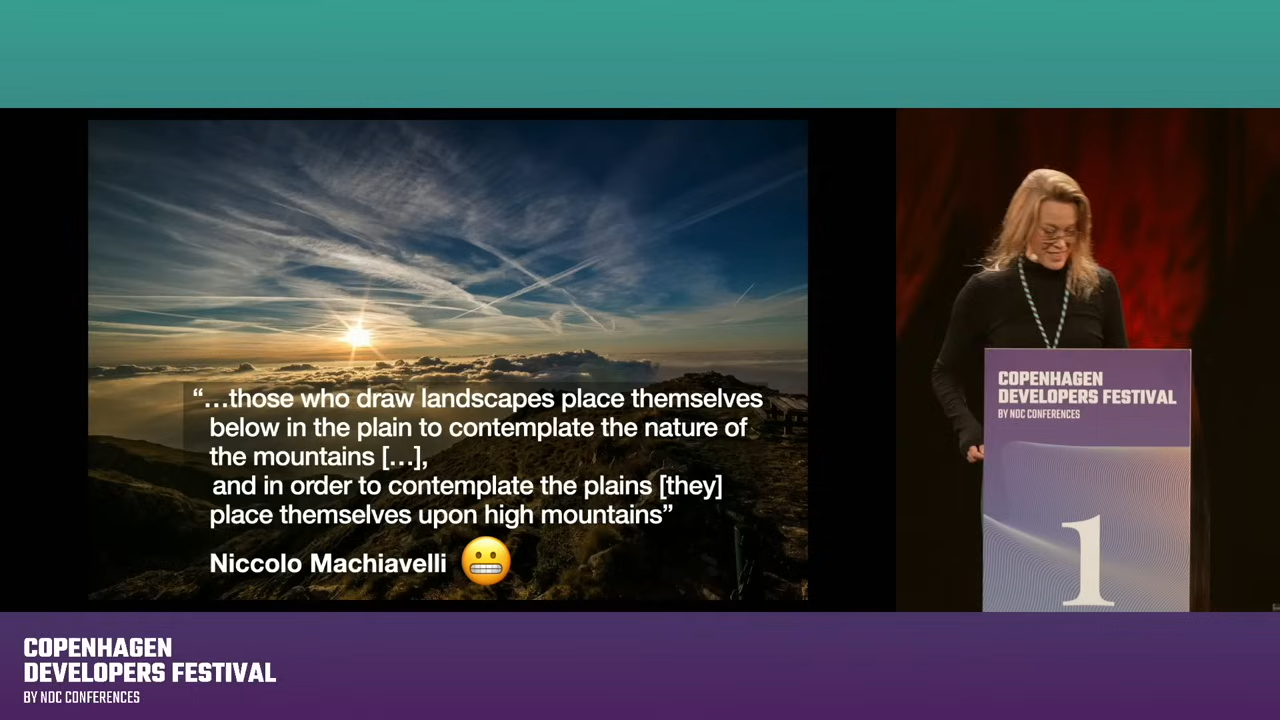 “…those who draw landscapes place themselves
below in the plain to contemplate the nature of
the mountains […],
and in order to contemplate the plains [they]
place themselves upon high mountains”
Niccolo Machiavelli
COPENHAGEN
DEVELOPERS FESTIVAL
BY NDC CONFERENCES
1
COPENHAGEN
DEVELOPERS FESTIVAL
BY NDC CONFERENCES